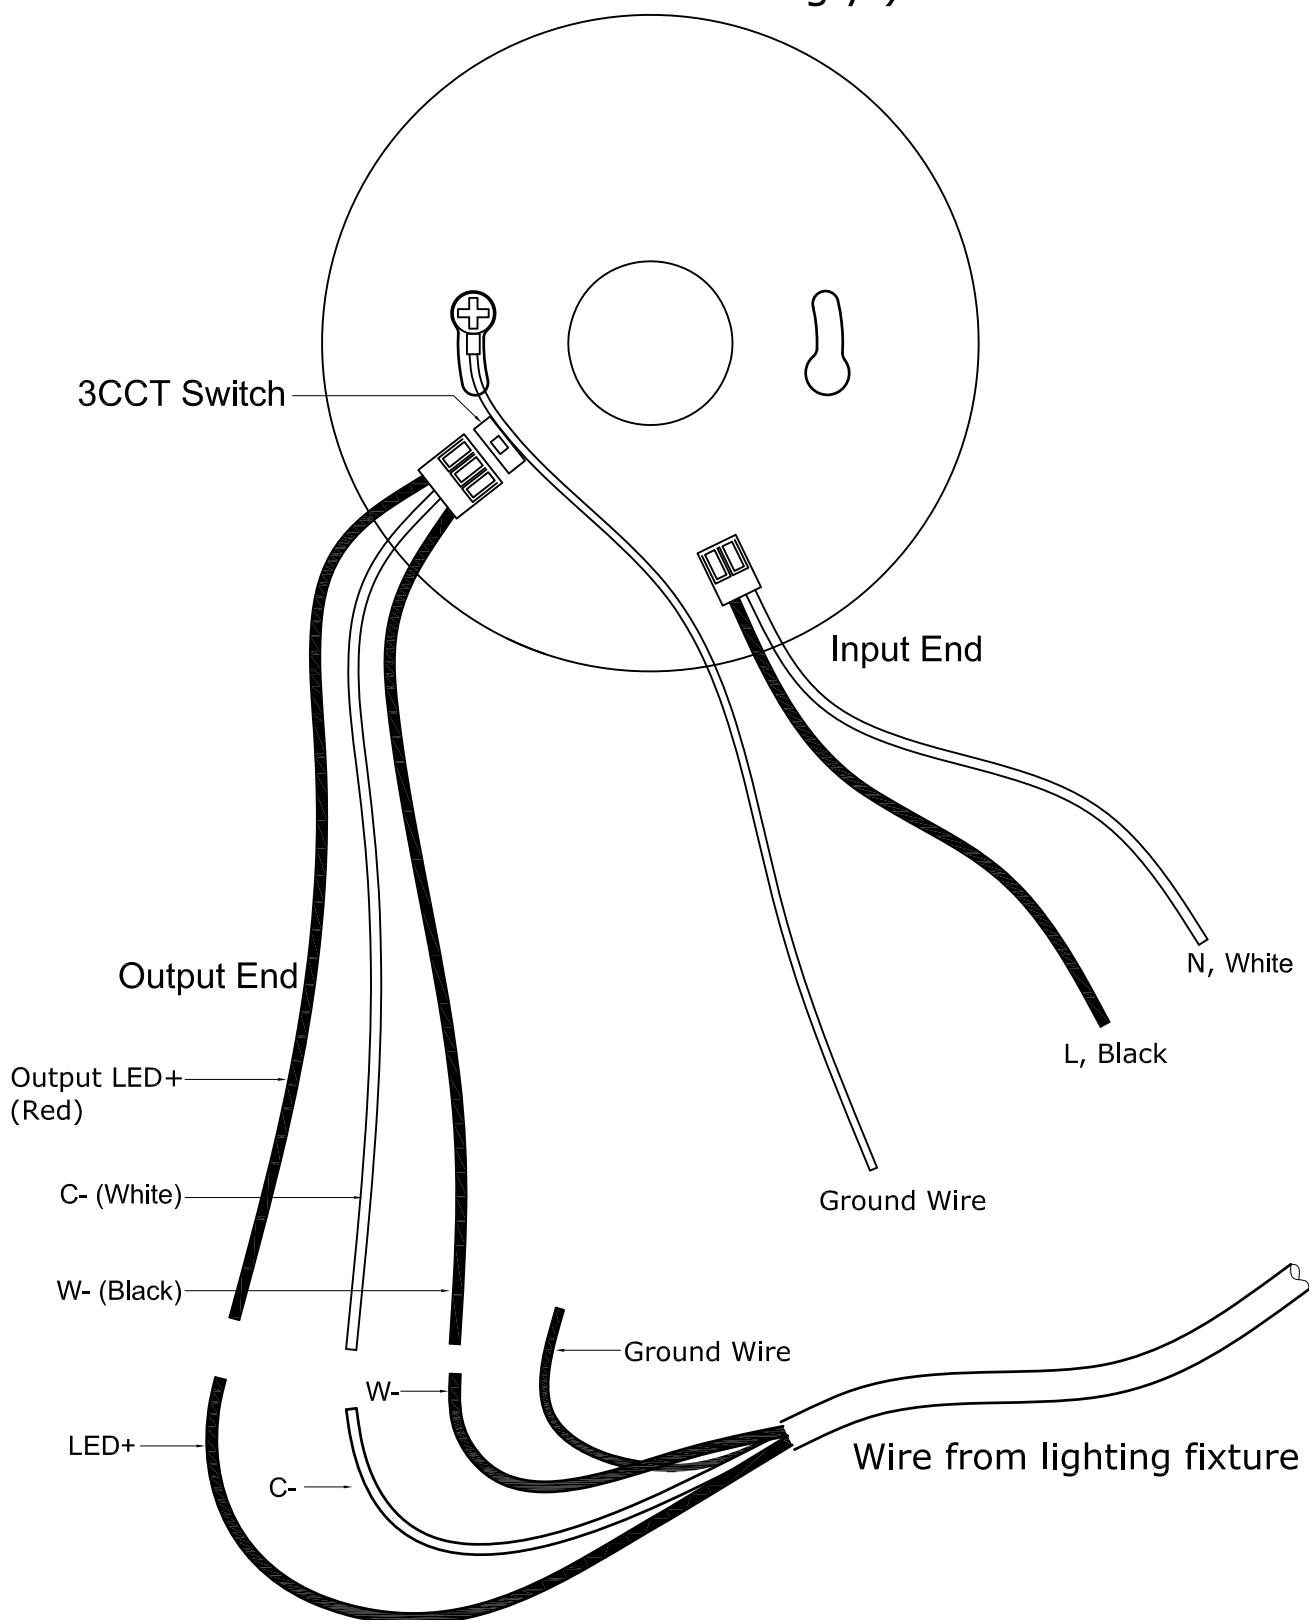 3CCT Switch
Input End
N, White
Output End
L, Black
Output LED+
(Red)
C- (White)
Ground Wire
W- (Black)
Ground Wire
W-
LED+
Wire from lighting fixture
C-